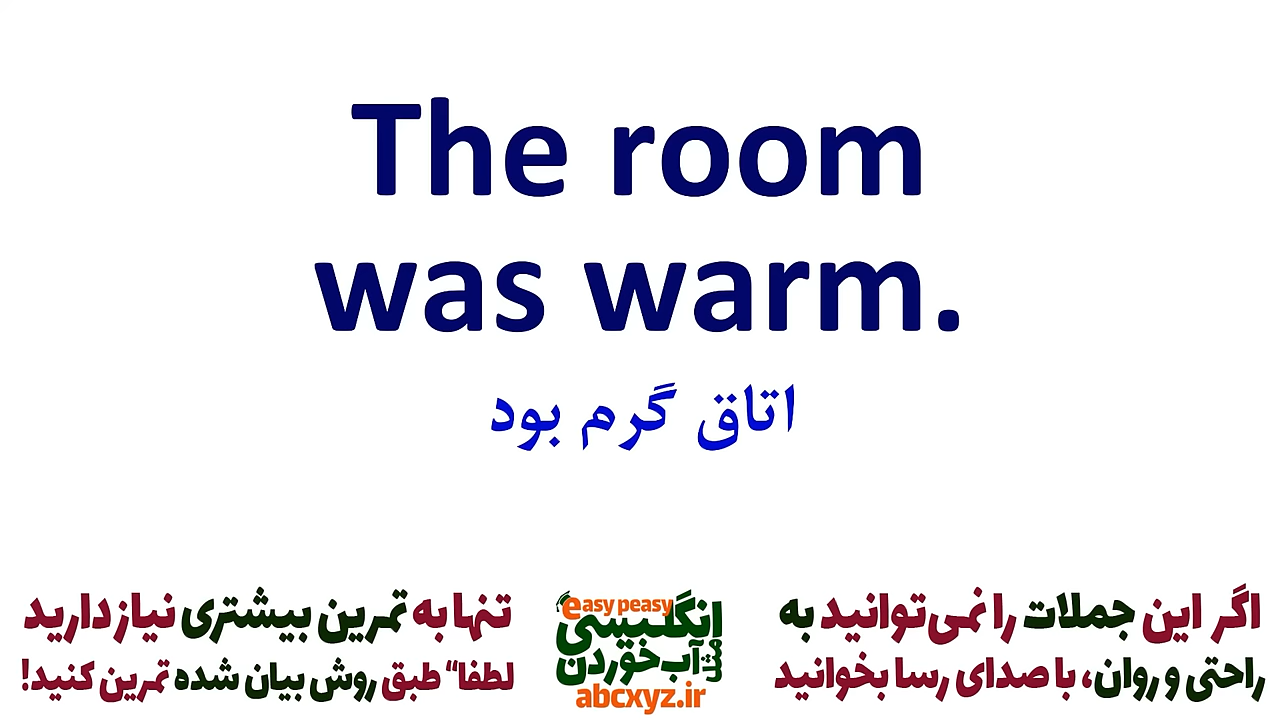 The room
was warm.
اتاق گرم بود
اگر این جملات را نمی‌توانید به
راحتی و روان، با صدای رسا بخوانید
easy peasy
انگلیسی
مثل آب خوردن
abcxyz.ir
تنها به تمرین بیشتری نیاز دارید
لطفا“ طبق روش بیان شده تمرین کنید!